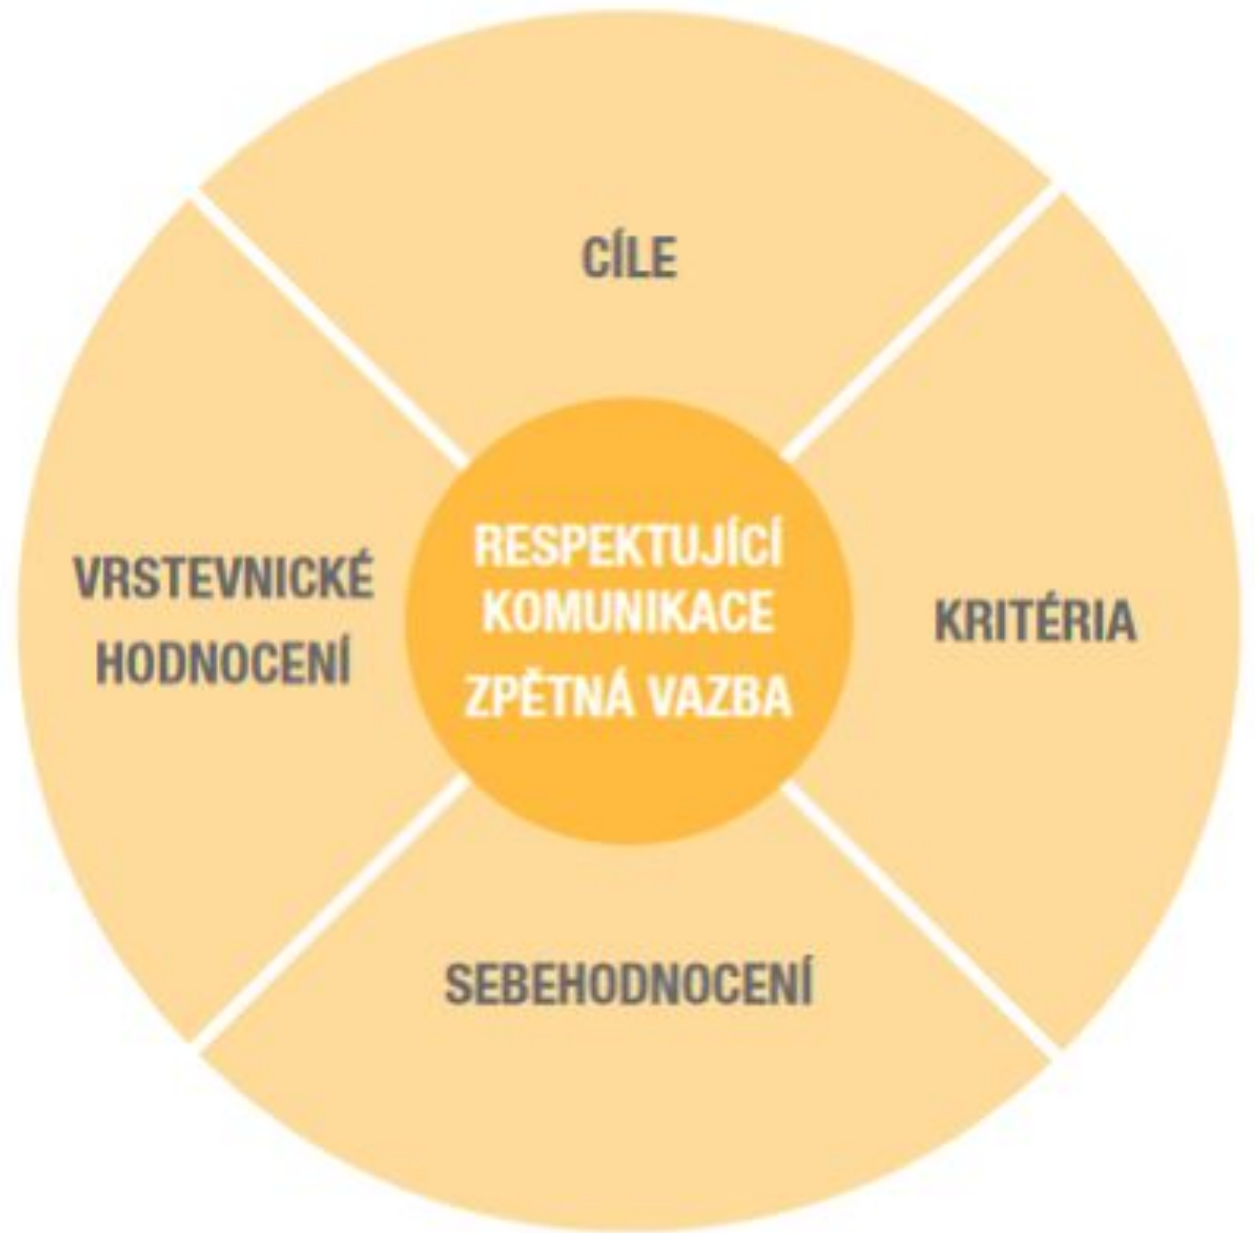 CÍLE
VRSTEVNICKÉ
HODNOCENÍ
RESPEKTUJÍCÍ
KOMUNIKACE
ZPĚTNÁ VAZBA
KRITÉRIA
SEBEHODNOCENÍ